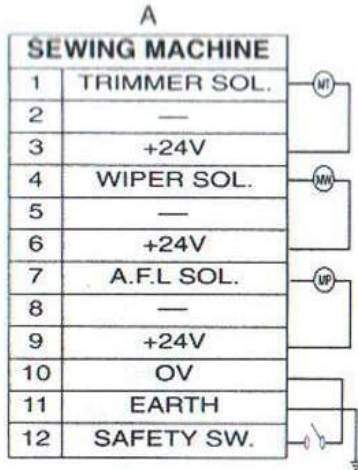 A
SEWING MACHINE
1 TRIMMER SOL. MT
2 —
3 +24V
4 WIPER SOL. MW
5 —
6 +24V
7 A.F.L SOL. MP
8 —
9 +24V
10 OV
11 EARTH
12 SAFETY SW.